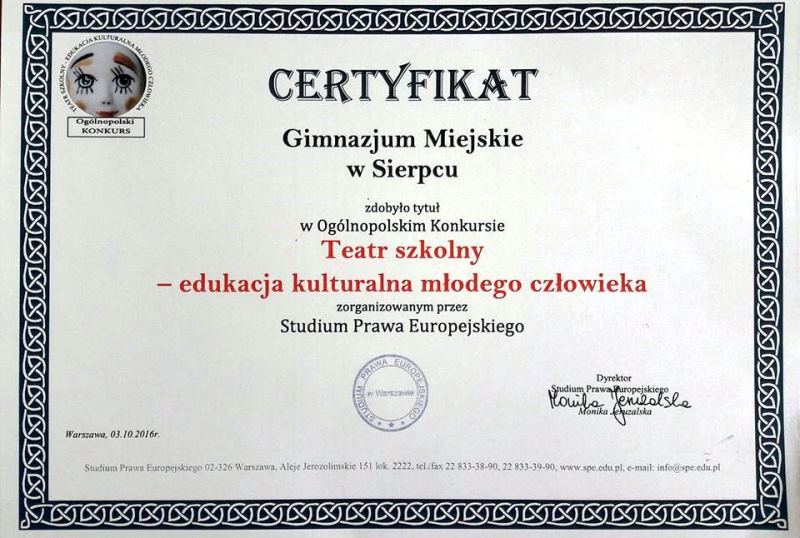 TEATR SZKOLNY - EDUKACJA KULTURALNA MŁODEGO CZŁOWIEKA
Ogólnopolski
KONKURS
CERTYFIKAT
Gimnazjum Miejskie
w Sierpcu
zdobyło tytuł
w Ogólnopolskim Konkursie
Teatr szkolny
– edukacja kulturalna młodego człowieka
zorganizowanym przez
Studium Prawa Europejskiego
STUDIUM PRAWA EUROPEJSKIEGO
w Warszawie
Dyrektor
Studium Prawa Europejskiego
Monika Jeruzalska
Monika Jeruzalska
Warszawa, 03.10.2016r.
Studium Prawa Europejskiego 02-326 Warszawa, Aleje Jerozolimskie 151 lok. 2222, tel./fax 22 833-38-90, 22 833-39-90, www.spe.edu.pl, e-mail: info@spe.edu.pl